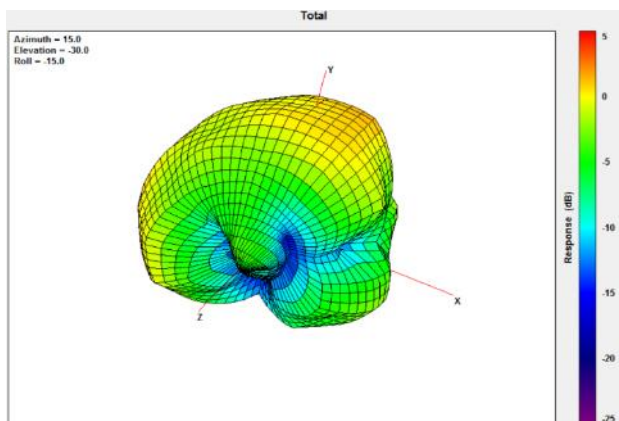 Total
Azimuth = 15.0
Elevation = -30.0
Roll = -15.0
Y
X
Z
5
0
-5
-10
-15
-20
-25
Response (dB)